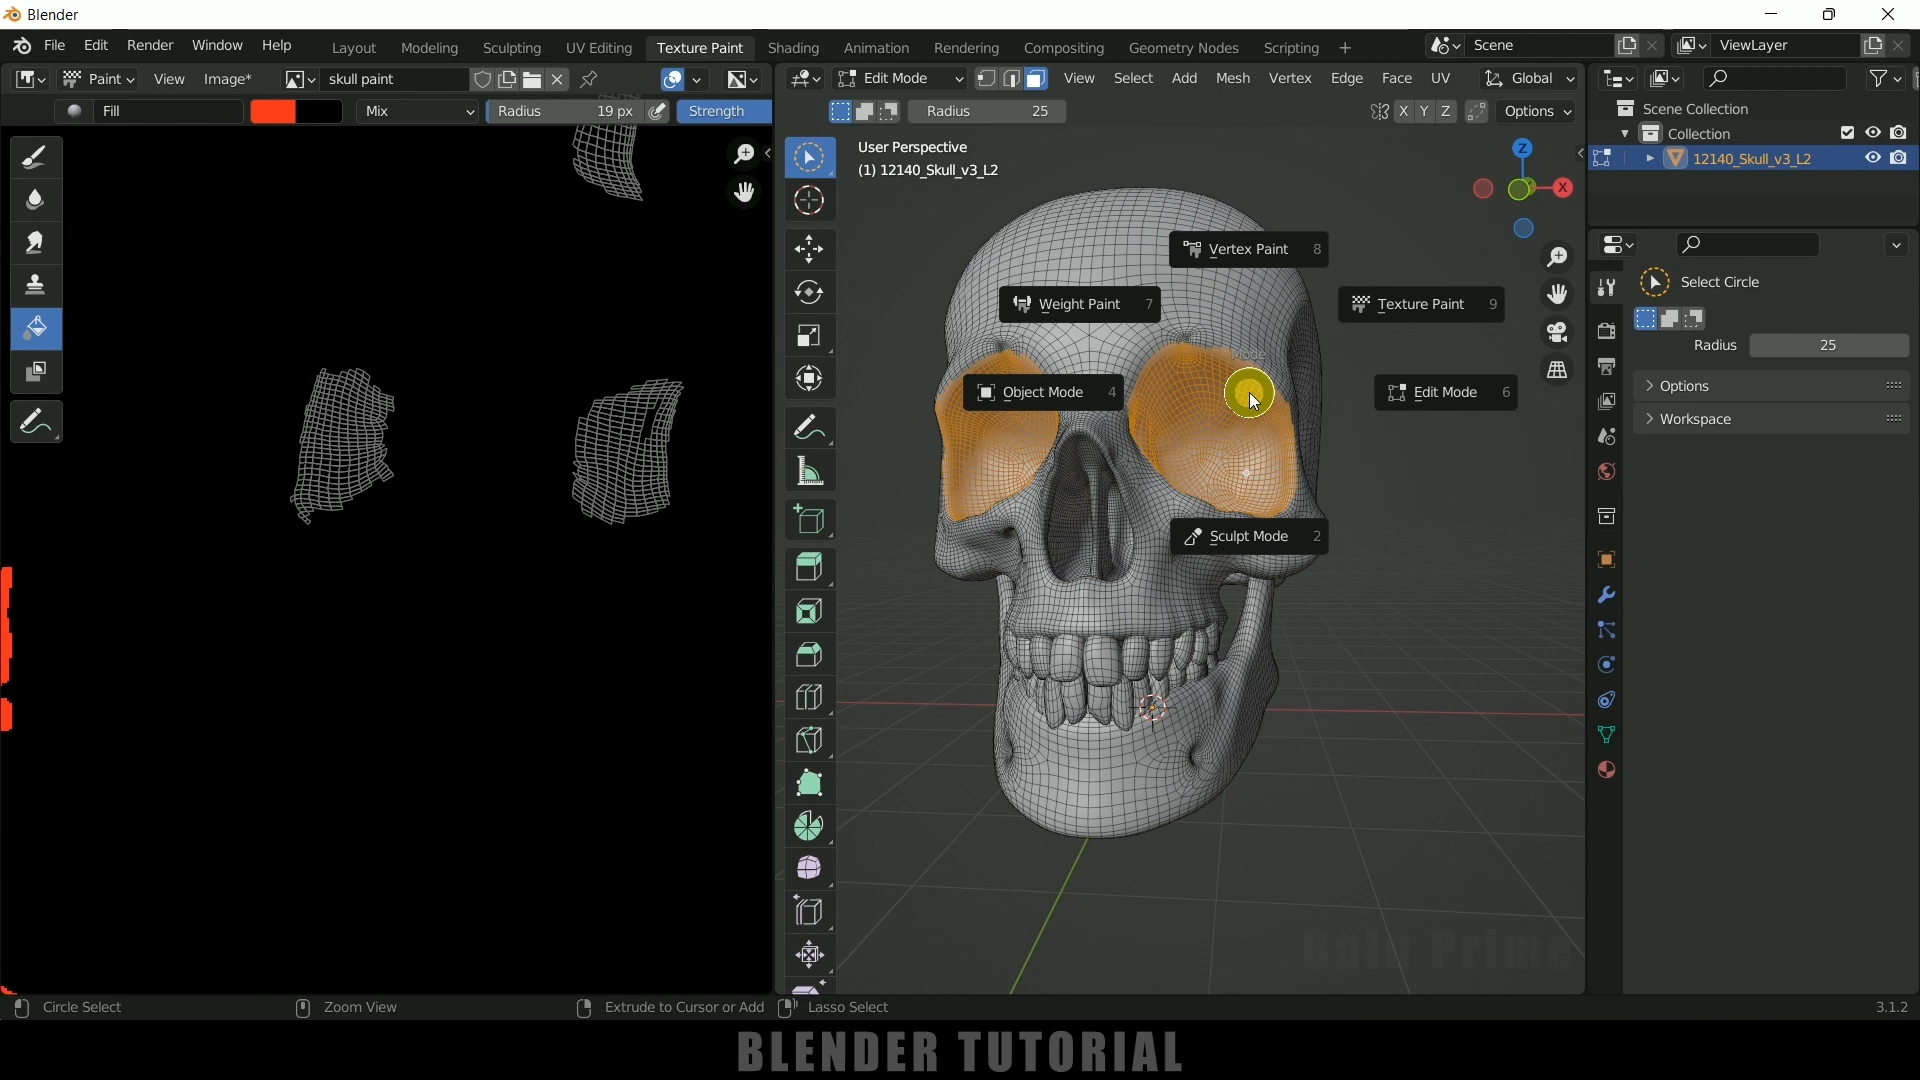 Blender
File Edit Render Window Help Layout Modeling Sculpting UV Editing Texture Paint Shading Animation Rendering Compositing Geometry Nodes Scripting + Scene ViewLayer
Paint View Image* skull paint Edit Mode View Select Add Mesh Vertex Edge Face UV Global
Fill Mix Radius 19 px Strength Radius 25 X Y Z Options
Scene Collection
Collection
12140_Skull_v3_L2
User Perspective
(1) 12140_Skull_v3_L2
Z
X
Vertex Paint 8
Weight Paint 7
Texture Paint 9
Mode
Object Mode 4
Edit Mode 6
Sculpt Mode 2
Select Circle
Radius 25
Options
Workspace
Balu Prime
Circle Select Zoom View Extrude to Cursor or Add Lasso Select 3.1.2
BLENDER TUTORIAL